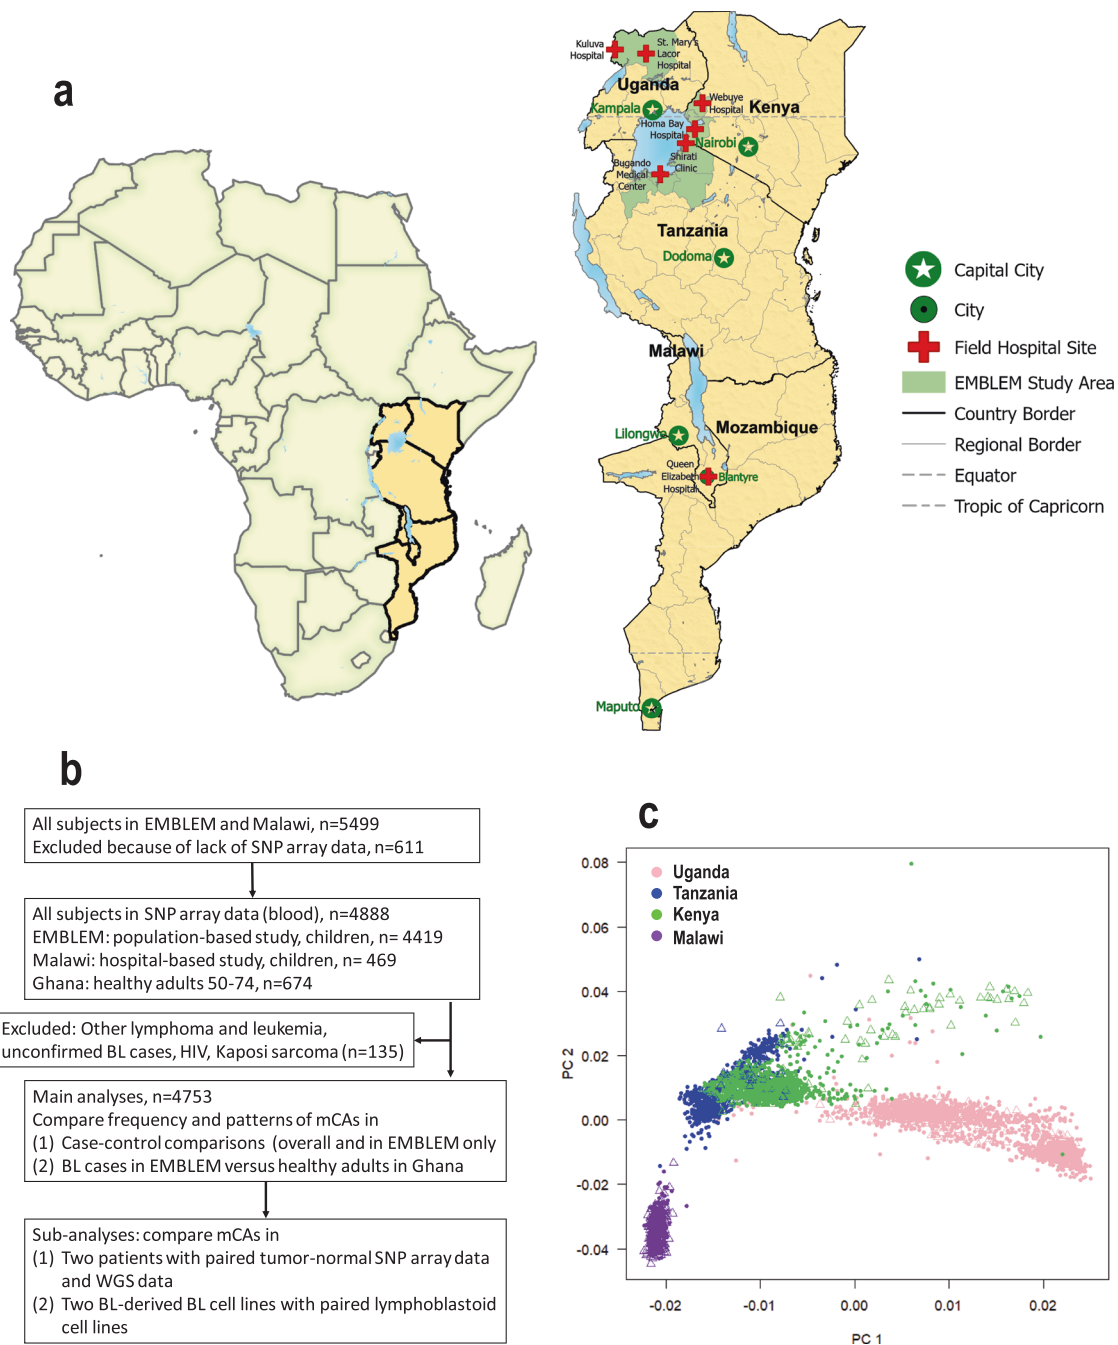 a
Kuluva
Hospital
St. Mary's
Lacor
Hospital
Uganda
Kampala
Webuye
Hospital
Kenya
Homa Bay
Hospital
Nairobi
Shirati
Clinic
Bugando
Medical
Center
Tanzania
Dodoma
Malawi
Mozambique
Lilongwe
Queen
Elizabeth
Hospital
Blantyre
Maputo
Capital City
City
Field Hospital Site
EMBLEM Study Area
Country Border
Regional Border
Equator
Tropic of Capricorn
b
All subjects in EMBLEM and Malawi, n=5499
Excluded because of lack of SNP array data, n=611
All subjects in SNP array data (blood), n=4888
EMBLEM: population-based study, children, n= 4419
Malawi: hospital-based study, children, n= 469
Ghana: healthy adults 50-74, n=674
Excluded: Other lymphoma and leukemia,
unconfirmed BL cases, HIV, Kaposi sarcoma (n=135)
Main analyses, n=4753
Compare frequency and patterns of mCAs in
(1) Case-control comparisons (overall and in EMBLEM only
(2) BL cases in EMBLEM versus healthy adults in Ghana
Sub-analyses: compare mCAs in
(1) Two patients with paired tumor-normal SNP array data
and WGS data
(2) Two BL-derived BL cell lines with paired lymphoblastoid
cell lines
c
Uganda
Tanzania
Kenya
Malawi
0.08
0.06
0.04
0.02
0.00
-0.02
-0.04
PC 2
-0.02
-0.01
0.00
0.01
0.02
PC 1